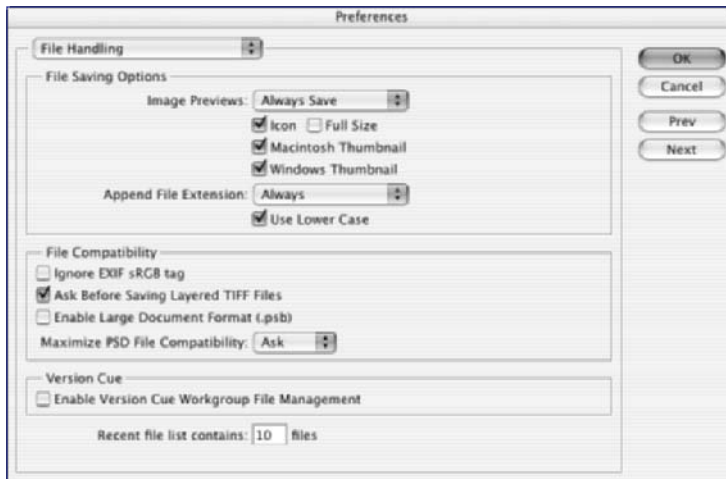 Preferences
File Handling
OK
Cancel
Prev
Next
File Saving Options
Image Previews: Always Save
Icon Full Size
Macintosh Thumbnail
Windows Thumbnail
Append File Extension: Always
Use Lower Case
File Compatibility
Ignore EXIF sRGB tag
Ask Before Saving Layered TIFF Files
Enable Large Document Format (.psb)
Maximize PSD File Compatibility: Ask
Version Cue
Enable Version Cue Workgroup File Management
Recent file list contains: 10 files